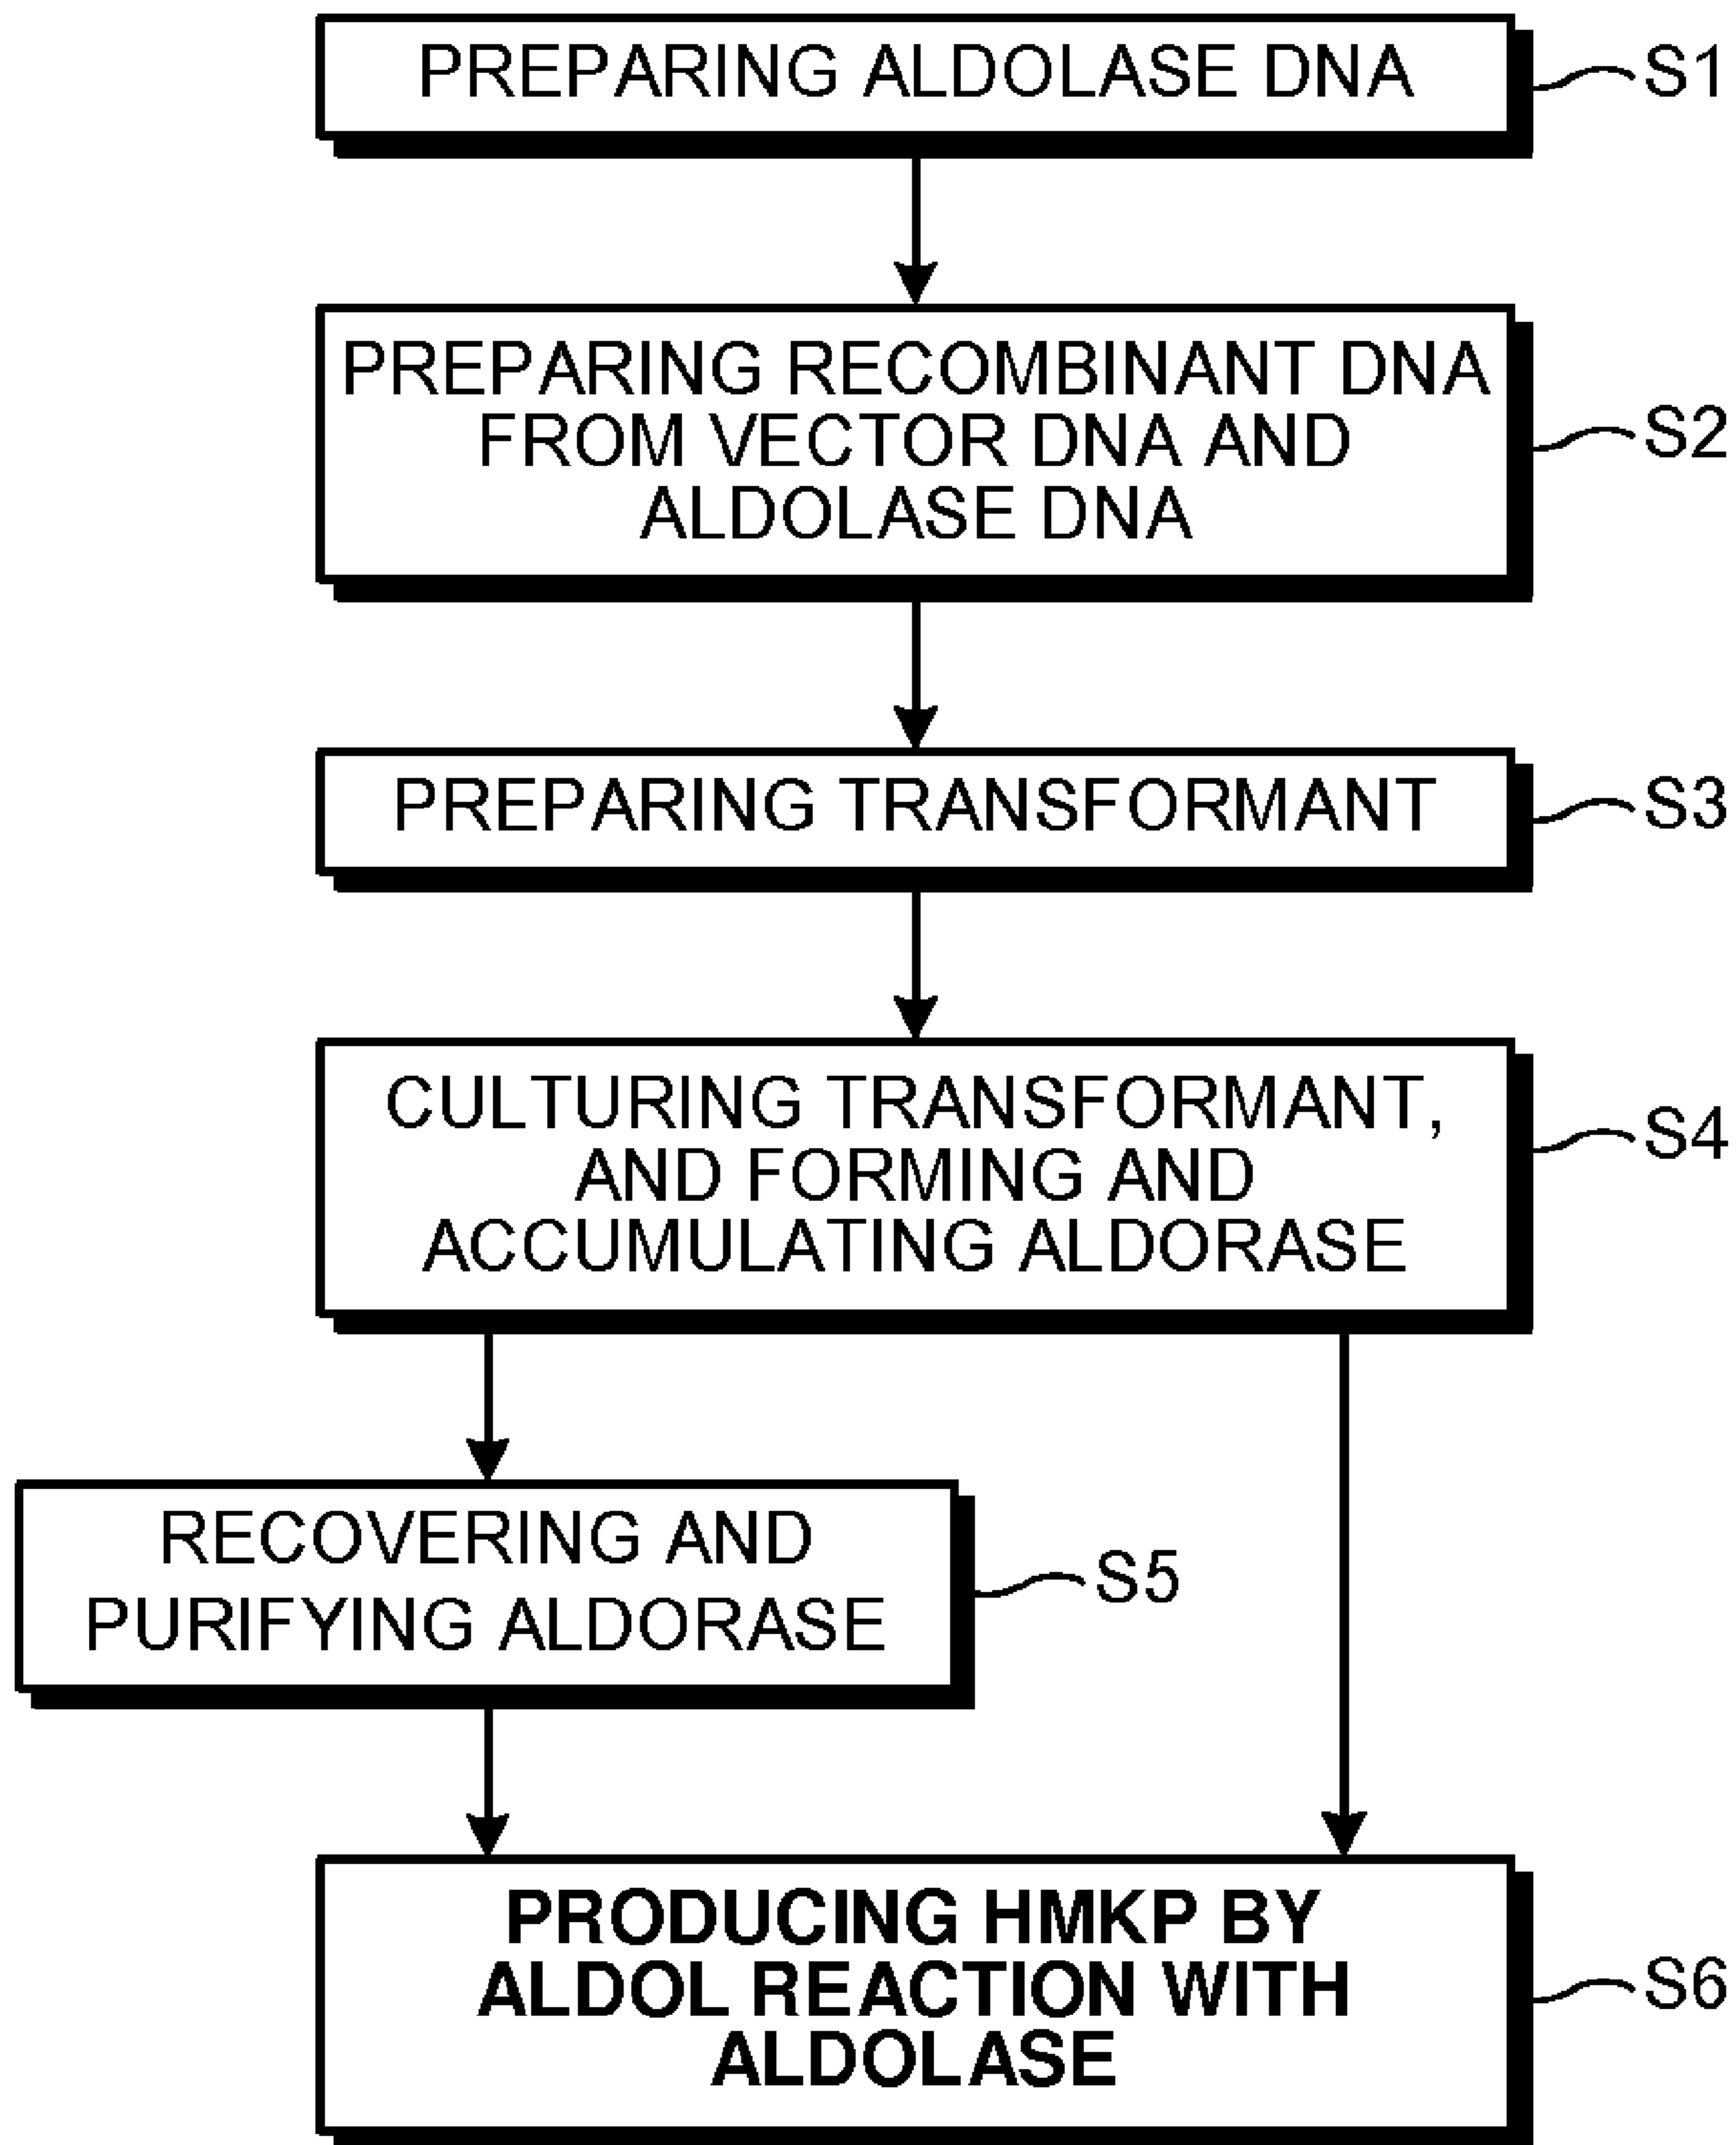 PREPARING ALDOLASE DNA
S1
PREPARING RECOMBINANT DNA
FROM VECTOR DNA AND
ALDOLASE DNA
S2
PREPARING TRANSFORMANT
S3
CULTURING TRANSFORMANT,
AND FORMING AND
ACCUMULATING ALDORASE
S4
RECOVERING AND
PURIFYING ALDORASE
S5
PRODUCING HMKP BY
ALDOL REACTION WITH
ALDOLASE
S6